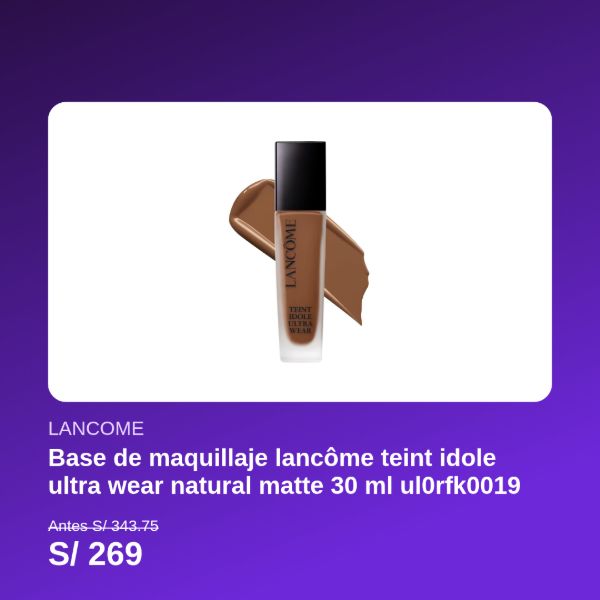 LANCÔME
TEINT
IDOLE
ULTRA
WEAR
LANCOME
Base de maquillaje lancôme teint idole
ultra wear natural matte 30 ml ul0rfk0019
Antes S/ 343.75
S/ 269